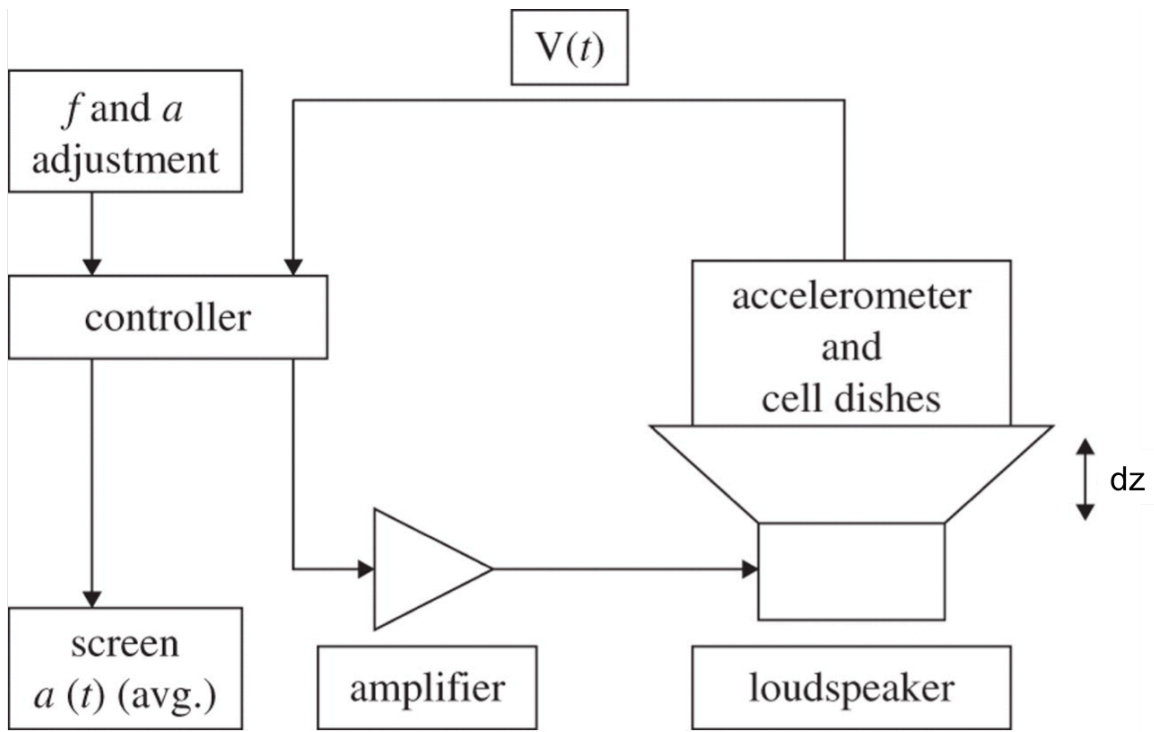 V(t)
f and a
adjustment
controller
accelerometer
and
cell dishes
dz
screen
a (t) (avg.)
amplifier
loudspeaker